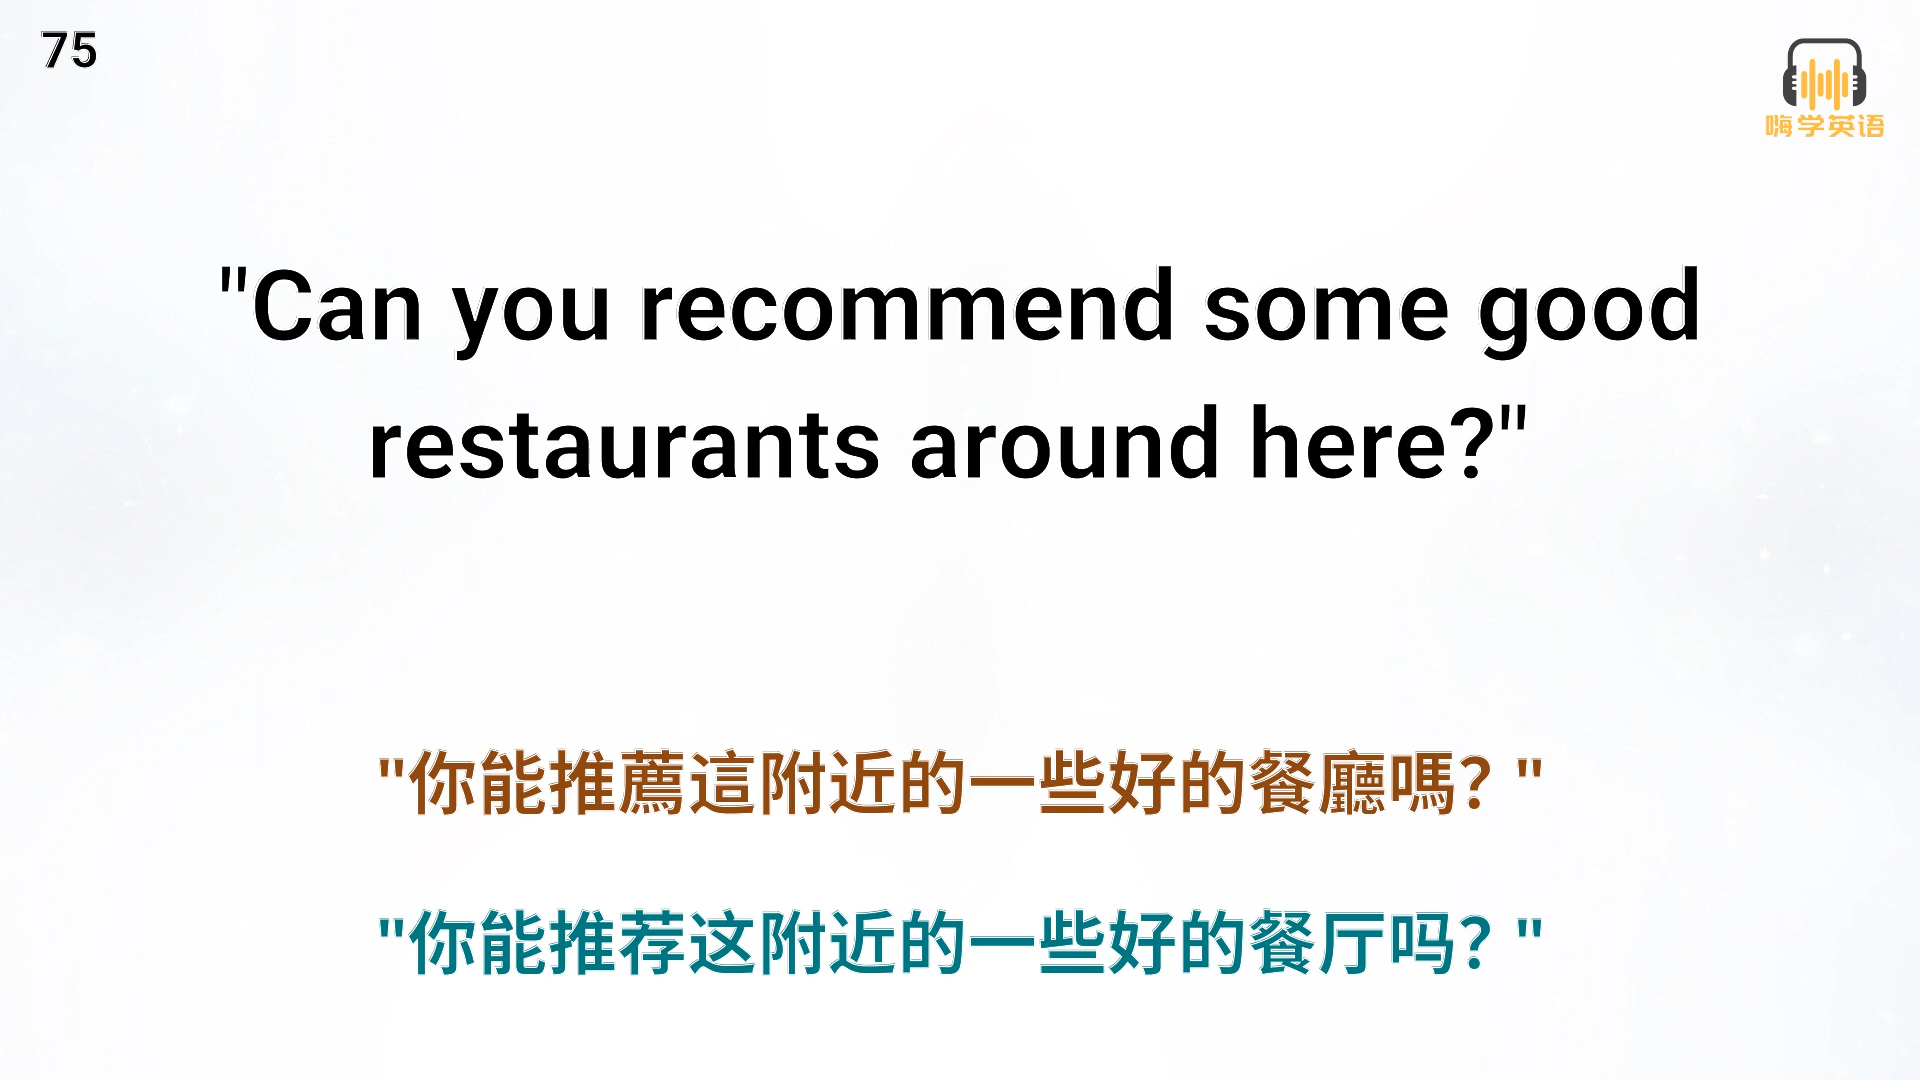 75
嗨学英语
"Can you recommend some good
restaurants around here?"
"你能推薦這附近的一些好的餐廳嗎？"
"你能推荐这附近的一些好的餐厅吗？"